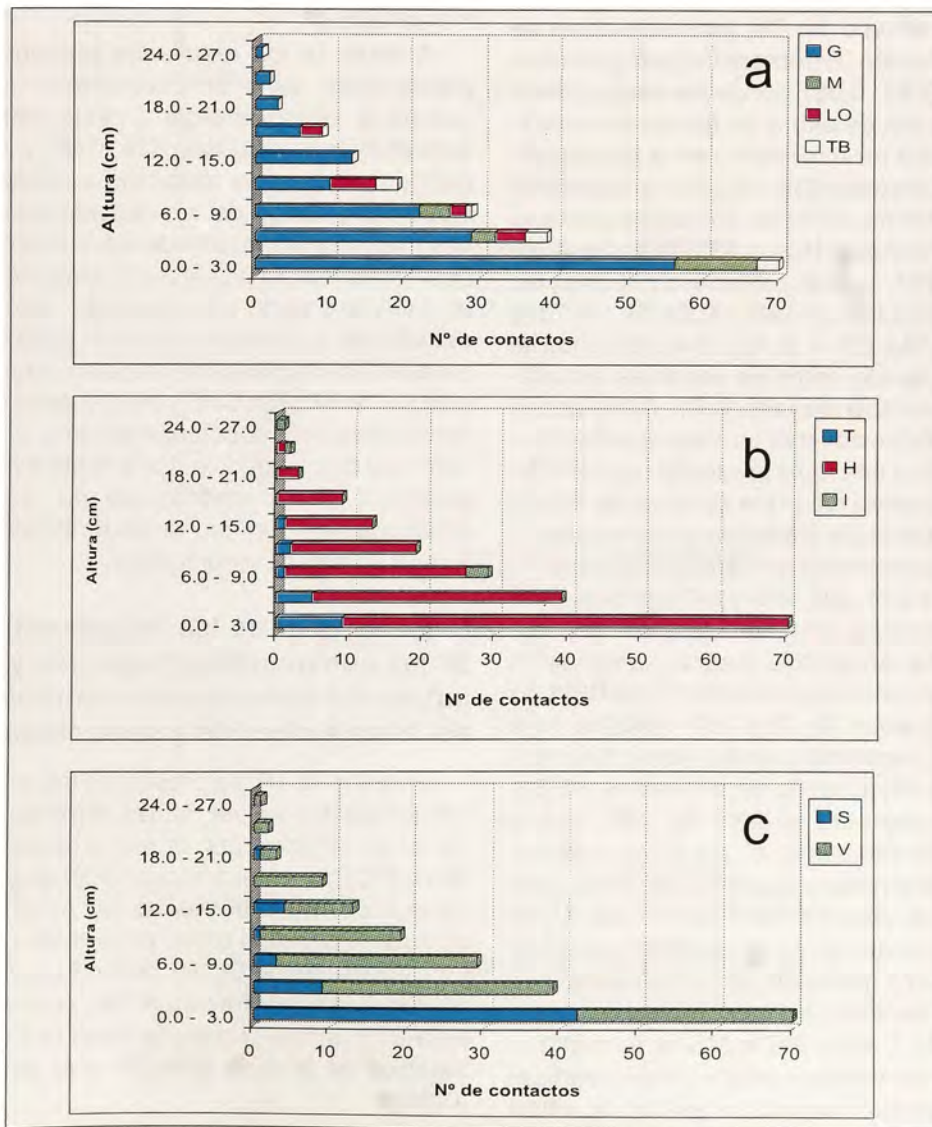 a
24.0 - 27.0
18.0 - 21.0
12.0 - 15.0
6.0 - 9.0
0.0 - 3.0
Altura (cm)
0 10 20 30 40 50 60 70
Nº de contactos
G
M
LO
TB
b
24.0 - 27.0
18.0 - 21.0
12.0 - 15.0
6.0 - 9.0
0.0 - 3.0
Altura (cm)
0 10 20 30 40 50 60 70
Nº de contactos
T
H
I
c
24.0 - 27.0
18.0 - 21.0
12.0 - 15.0
6.0 - 9.0
0.0 - 3.0
Altura (cm)
0 10 20 30 40 50 60 70
Nº de contactos
S
V